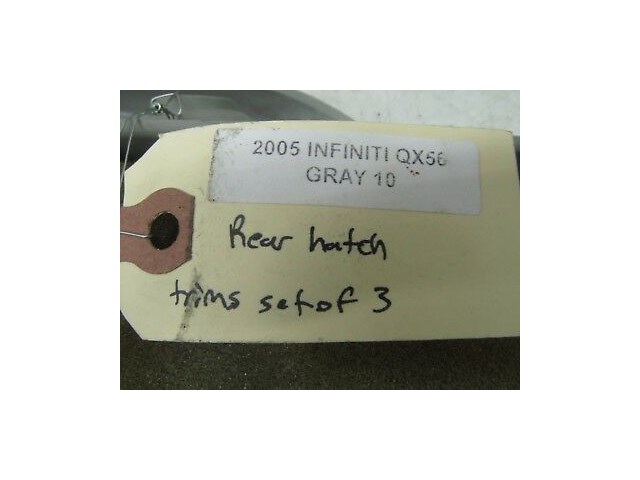 2005 INFINITI QX56
GRAY 10
Rear hatch
trims set of 3